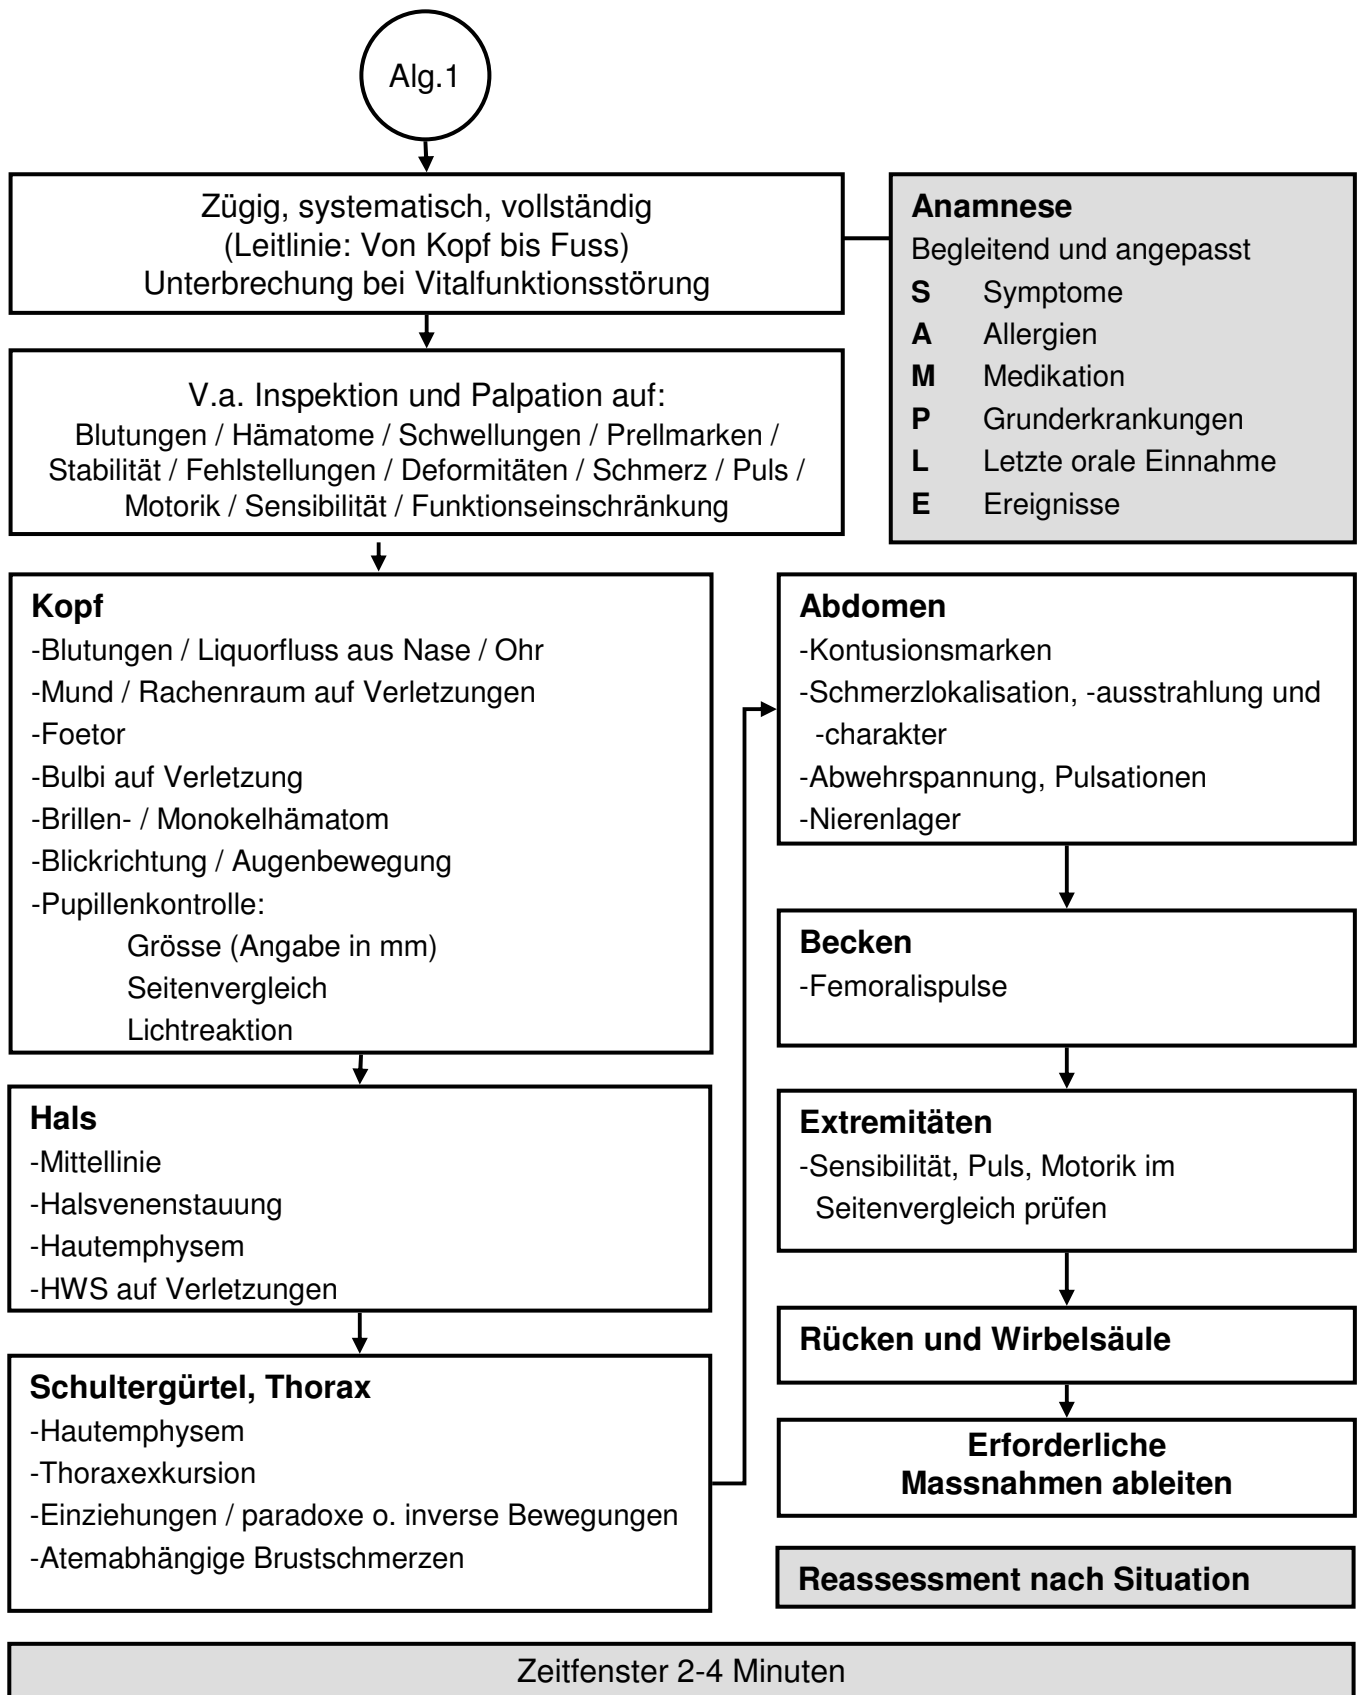 Alg.1
Zügig, systematisch, vollständig
(Leitlinie: Von Kopf bis Fuss)
Unterbrechung bei Vitalfunktionsstörung
Anamnese
Begleitend und angepasst
S Symptome
A Allergien
M Medikation
P Grunderkrankungen
L Letzte orale Einnahme
E Ereignisse
V.a. Inspektion und Palpation auf:
Blutungen / Hämatome / Schwellungen / Prellmarken /
Stabilität / Fehlstellungen / Deformitäten / Schmerz / Puls /
Motorik / Sensibilität / Funktionseinschränkung
Kopf
-Blutungen / Liquorfluss aus Nase / Ohr
-Mund / Rachenraum auf Verletzungen
-Foetor
-Bulbi auf Verletzung
-Brillen- / Monokelhämatom
-Blickrichtung / Augenbewegung
-Pupillenkontrolle:
Grösse (Angabe in mm)
Seitenvergleich
Lichtreaktion
Hals
-Mittellinie
-Halsvenenstauung
-Hautemphysem
-HWS auf Verletzungen
Schultergürtel, Thorax
-Hautemphysem
-Thoraxexkursion
-Einziehungen / paradoxe o. inverse Bewegungen
-Atemabhängige Brustschmerzen
Abdomen
-Kontusionsmarken
-Schmerzlokalisation, -ausstrahlung und
-charakter
-Abwehrspannung, Pulsationen
-Nierenlager
Becken
-Femoralispulse
Extremitäten
-Sensibilität, Puls, Motorik im
Seitenvergleich prüfen
Rücken und Wirbelsäule
Erforderliche
Massnahmen ableiten
Reassessment nach Situation
Zeitfenster 2-4 Minuten